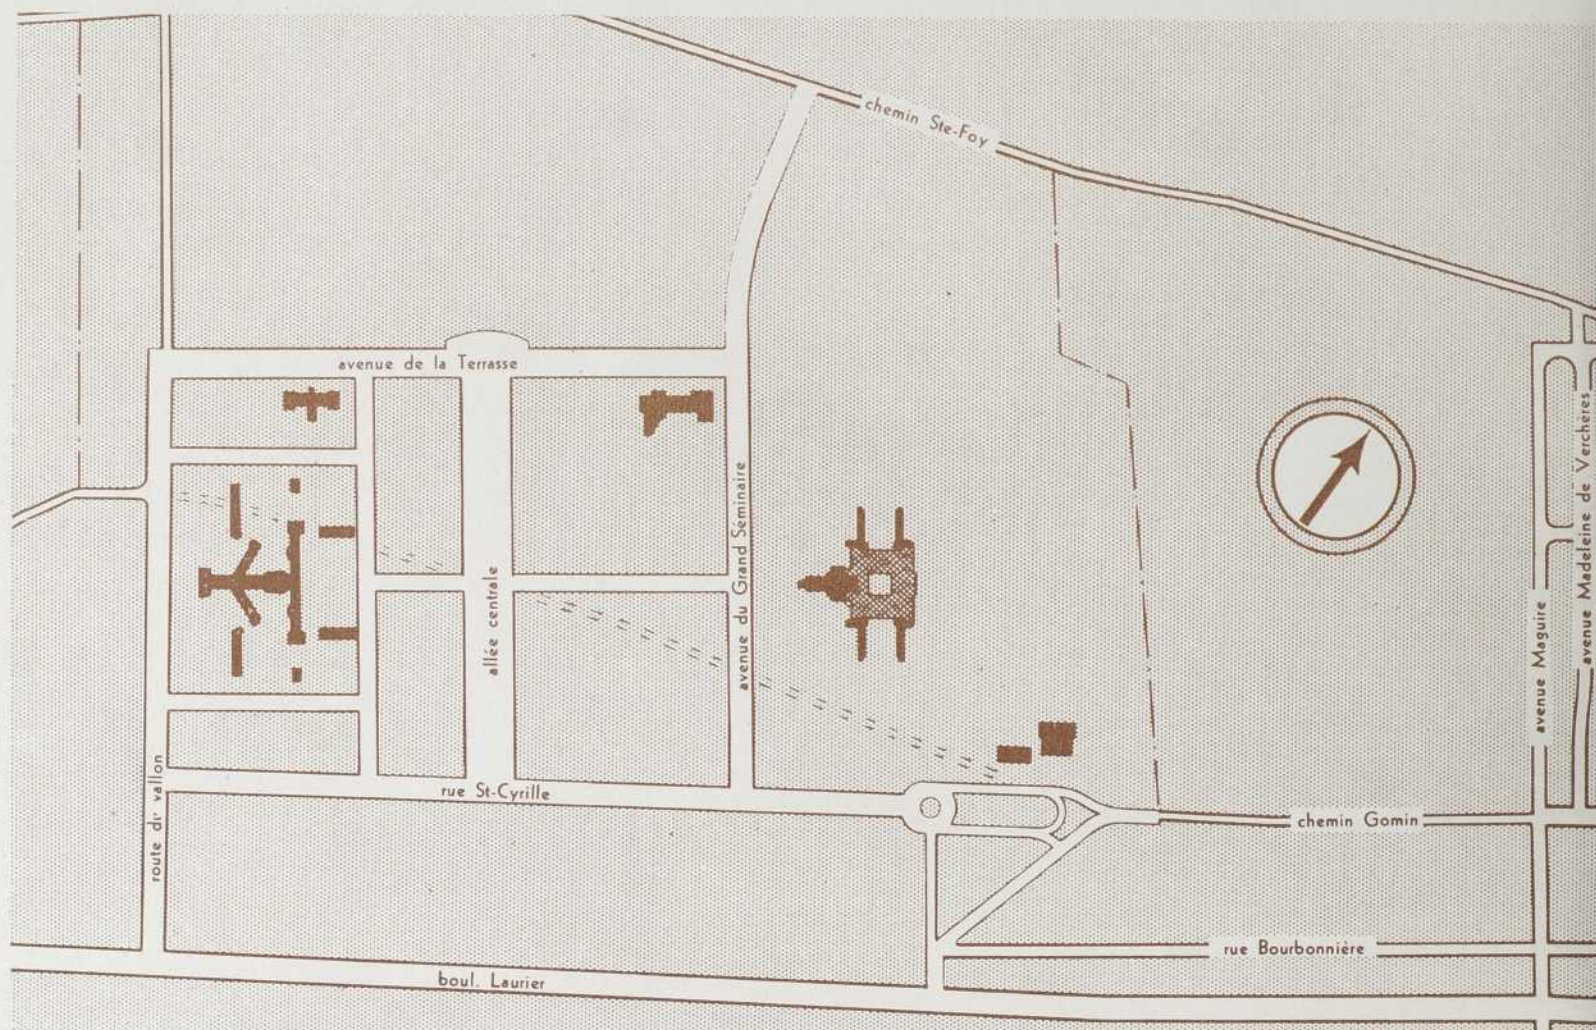 chemin Ste-Foy
avenue de la Terrasse
avenue du Grand Séminaire
allée centrale
avenue Maguire
avenue Madeleine de Verchères
route du vallon
rue St-Cyrille
chemin Gomin
rue Bourbonnière
boul. Laurier